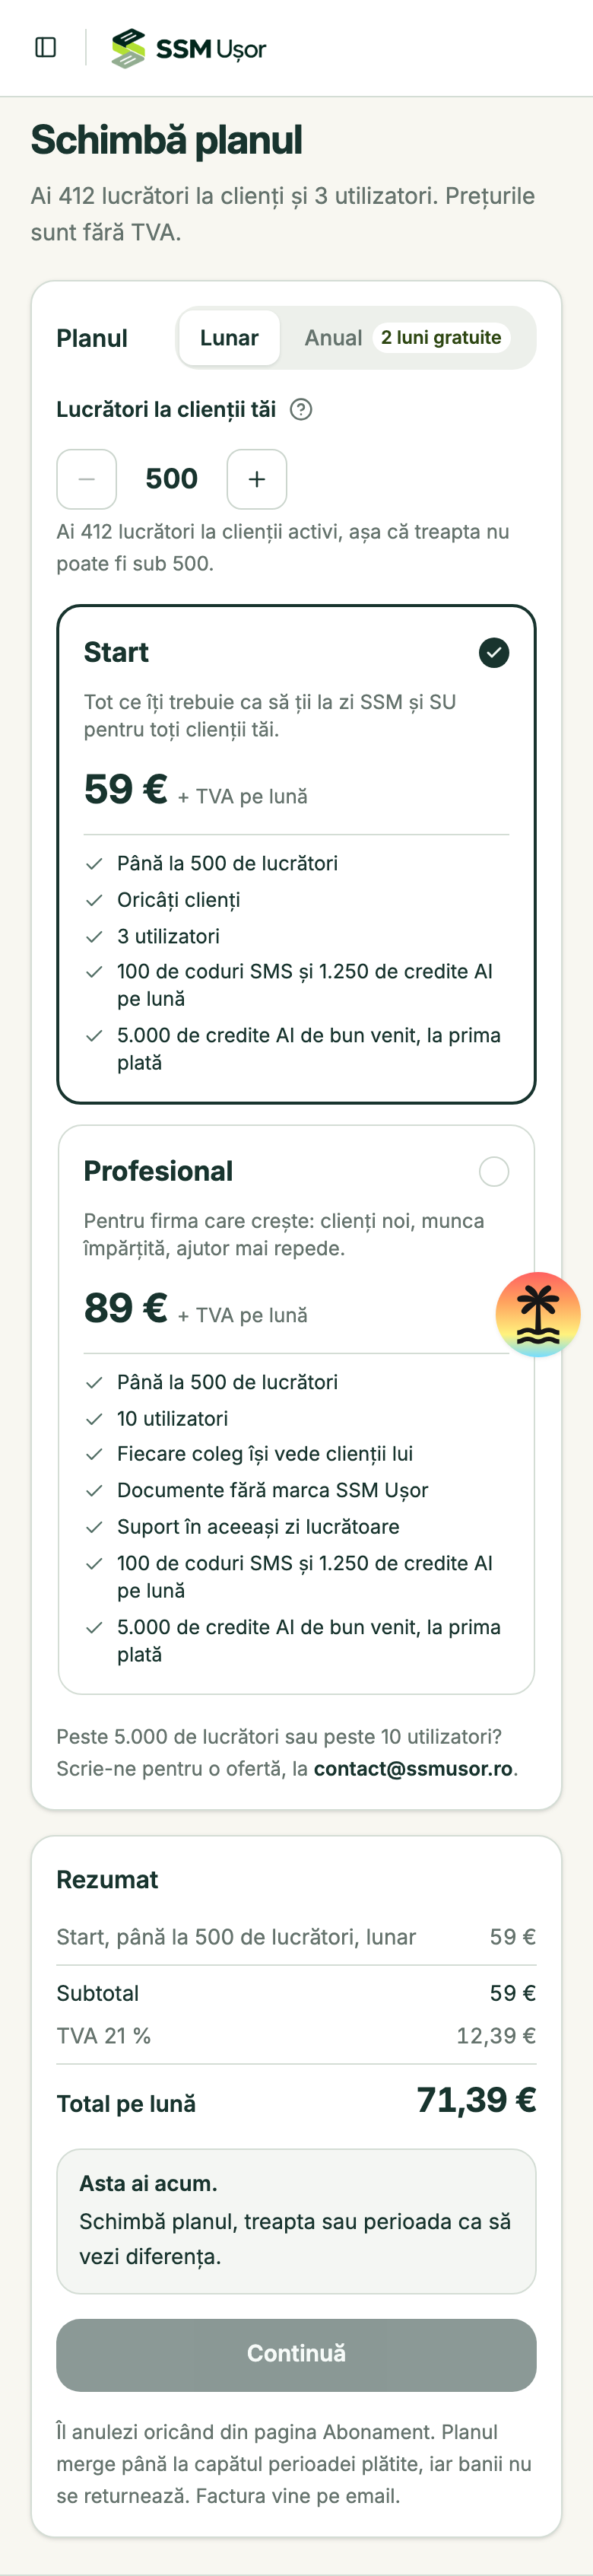 SSM Ușor
Schimbă planul
Ai 412 lucrători la clienți și 3 utilizatori. Prețurile
sunt fără TVA.
Planul
Lunar
Anual
2 luni gratuite
Lucrători la clienții tăi
500
Ai 412 lucrători la clienții activi, așa că treapta nu
poate fi sub 500.
Start
Tot ce îți trebuie ca să ții la zi SSM și SU
pentru toți clienții tăi.
59 € + TVA pe lună
Până la 500 de lucrători
Oricâți clienți
3 utilizatori
100 de coduri SMS și 1.250 de credite AI
pe lună
5.000 de credite AI de bun venit, la prima
plată
Profesional
Pentru firma care crește: clienți noi, munca
împărțită, ajutor mai repede.
89 € + TVA pe lună
Până la 500 de lucrători
10 utilizatori
Fiecare coleg își vede clienții lui
Documente fără marca SSM Ușor
Suport în aceeași zi lucrătoare
100 de coduri SMS și 1.250 de credite AI
pe lună
5.000 de credite AI de bun venit, la prima
plată
Peste 5.000 de lucrători sau peste 10 utilizatori?
Scrie-ne pentru o ofertă, la contact@ssmusor.ro.
Rezumat
Start, până la 500 de lucrători, lunar 59 €
Subtotal 59 €
TVA 21 % 12,39 €
Total pe lună 71,39 €
Asta ai acum.
Schimbă planul, treapta sau perioada ca să
vezi diferența.
Continuă
Îl anulezi oricând din pagina Abonament. Planul
merge până la capătul perioadei plătite, iar banii nu
se returnează. Factura vine pe email.